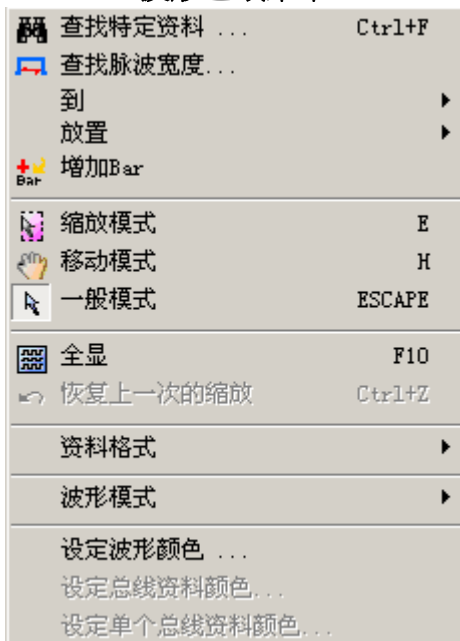 查找特定资料 ... Ctrl+F
查找脉波宽度...
到
放置
Bar 增加Bar
缩放模式 E
移动模式 H
一般模式 ESCAPE
全显 F10
恢复上一次的缩放 Ctrl+Z
资料格式
波形模式
设定波形颜色 ...
设定总线资料颜色...
设定单个总线资料颜色...